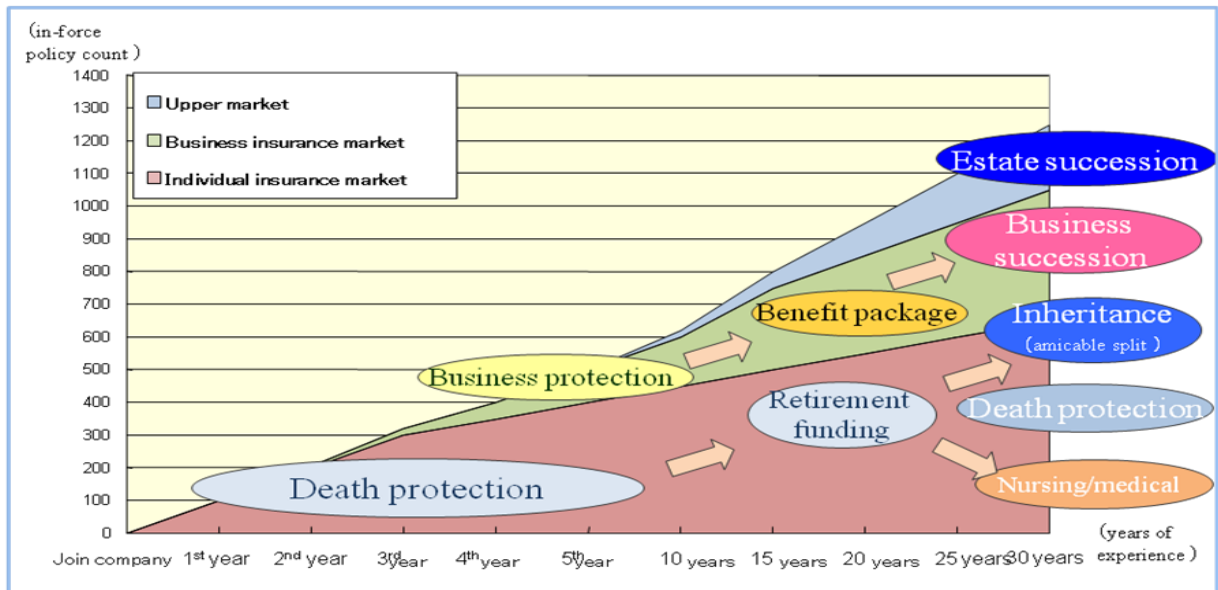 (in-force
policy count )
1400
1300
1200
1100
1000
900
800
700
600
500
400
300
200
100
0
Upper market
Business insurance market
Individual insurance market
Estate succession
Business
succession
Benefit package
Inheritance
(amicable split )
Business protection
Retirement
funding
Death protection
Death protection
Nursing/medical
Join company 1st year 2nd year 3rd year 4th year 5th year 10 years 15 years 20 years 25 years 30 years
(years of
experience )